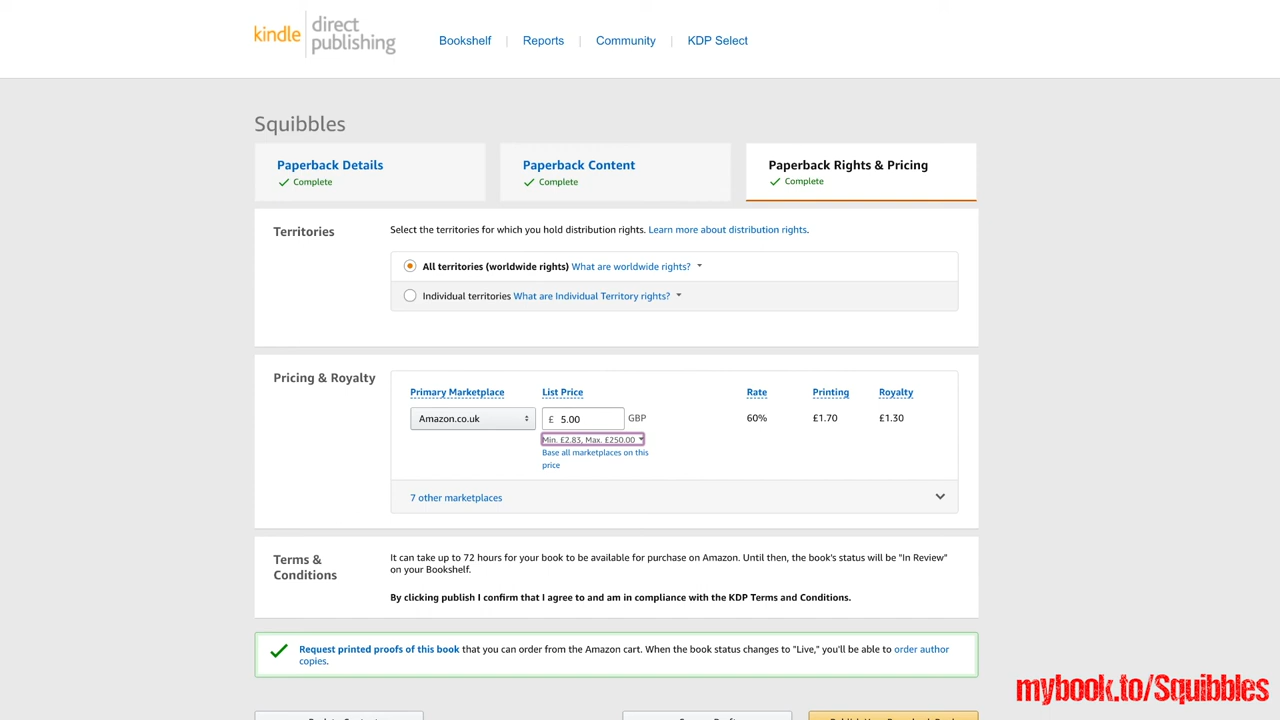 kindle direct publishing
Bookshelf | Reports | Community | KDP Select
Squibbles
Paperback Details
Complete
Paperback Content
Complete
Paperback Rights & Pricing
Complete
Territories
Select the territories for which you hold distribution rights. Learn more about distribution rights.
All territories (worldwide rights) What are worldwide rights?
Individual territories What are Individual Territory rights?
Pricing & Royalty
Primary Marketplace List Price Rate Printing Royalty
Amazon.co.uk £ 5.00 GBP 60% £1.70 £1.30
Min. £2.83, Max. £250.00
Base all marketplaces on this
price
7 other marketplaces
Terms &
Conditions
It can take up to 72 hours for your book to be available for purchase on Amazon. Until then, the book's status will be "In Review"
on your Bookshelf.
By clicking publish I confirm that I agree to and am in compliance with the KDP Terms and Conditions.
Request printed proofs of this book that you can order from the Amazon cart. When the book status changes to "Live," you'll be able to order author
copies.
mybook.to/Squibbles